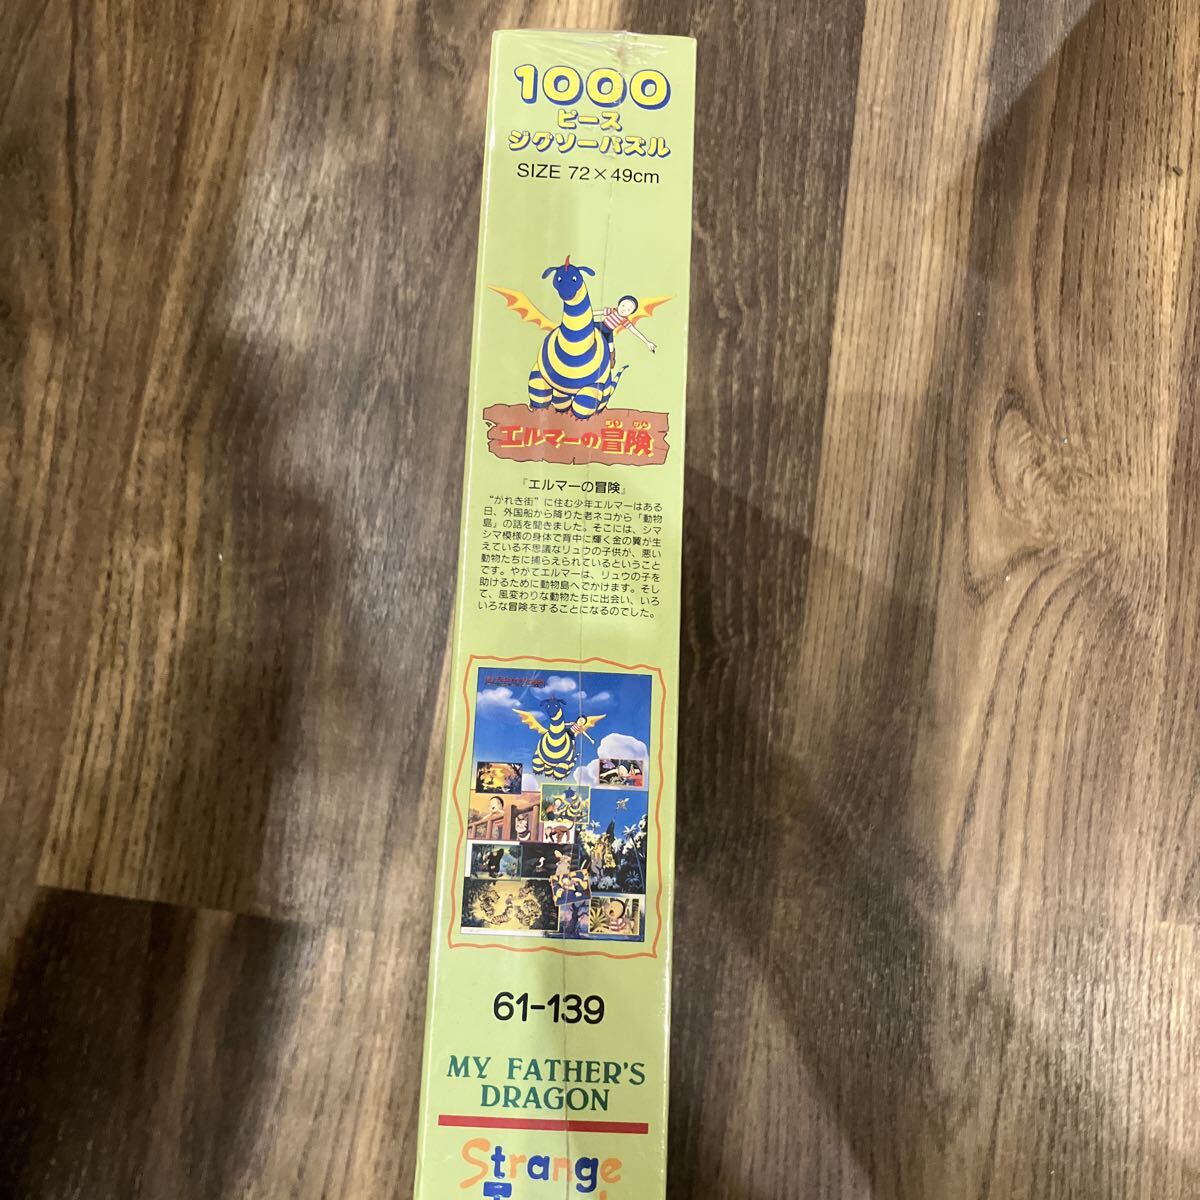 1000
ピース
ジグソーパズル
SIZE 72×49cm
エルマーの冒険
『エルマーの冒険』
“がれき街”に住む少年エルマーはある
日、外国船から降りた老ネコから「動物
島」の話を聞きました。そこには、シマ
シマ模様の身体で背中に輝く金の翼が生
えている不思議なリュウの子供が、悪い
動物たちに捕らえられているということ
です。やがてエルマーは、リュウの子を
助けるために動物島へでかけます。そし
て、風変わりな動物たちに出会い、いろ
いろな冒険をすることになるのでした。
61-139
MY FATHER'S
DRAGON
Strange